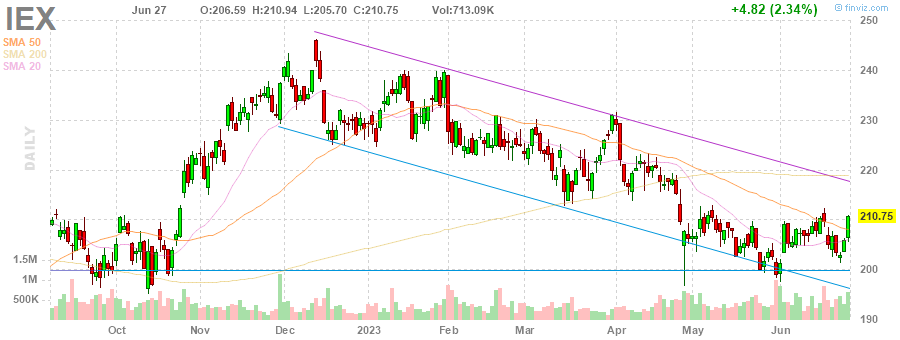 IEX Jun 27 O:206.59 H:210.94 L:205.70 C:210.75 Vol:713.09K +4.82 (2.34%)
© finviz.com
SMA 50
SMA 200
SMA 20
DAILY
250
240
230
220
210.75
200
190
1.5M
1M
500K
Oct Nov Dec 2023 Feb Mar Apr May Jun